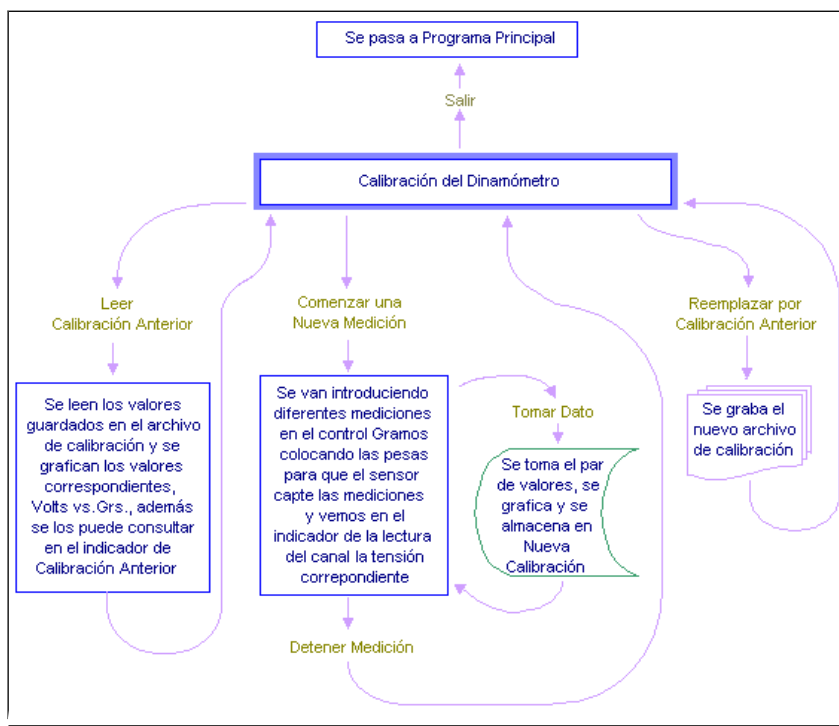 Se pasa a Programa Principal
Salir
Calibración del Dinamómetro
Leer
Calibración Anterior
Comenzar una
Nueva Medición
Reemplazar por
Calibración Anterior
Se leen los valores
guardados en el archivo
de calibración y se
grafican los valores
correspondientes,
Volts vs.Grs., además
se los puede consultar
en el indicador de
Calibración Anterior
Se van introduciendo
diferentes mediciones
en el control Gramos
colocando las pesas
para que el sensor
capte las mediciones
y vemos en el
indicador de la lectura
del canal la tensión
correpondiente
Tomar Dato
Se toma el par
de valores, se
grafica y se
almacena en
Nueva
Calibración
Se graba el
nuevo archivo
de calibración
Detener Medición